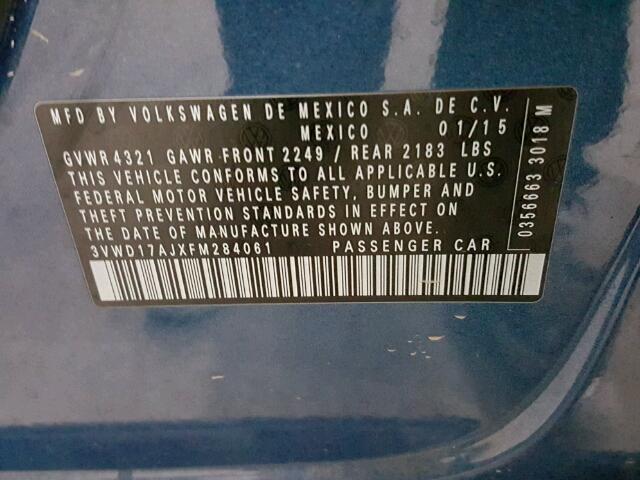 MFD BY VOLKSWAGEN DE MEXICO S.A. DE C.V.
MEXICO 01/15
GVWR 4321 GAWR FRONT 2249 / REAR 2183 LBS
THIS VEHICLE CONFORMS TO ALL APPLICABLE U.S.
FEDERAL MOTOR VEHICLE SAFETY, BUMPER AND
THEFT PREVENTION STANDARDS IN EFFECT ON
THE DATE OF MANUFACTURE SHOWN ABOVE.
3VWD17AJXFM284061 PASSENGER CAR
0356663 3018 M